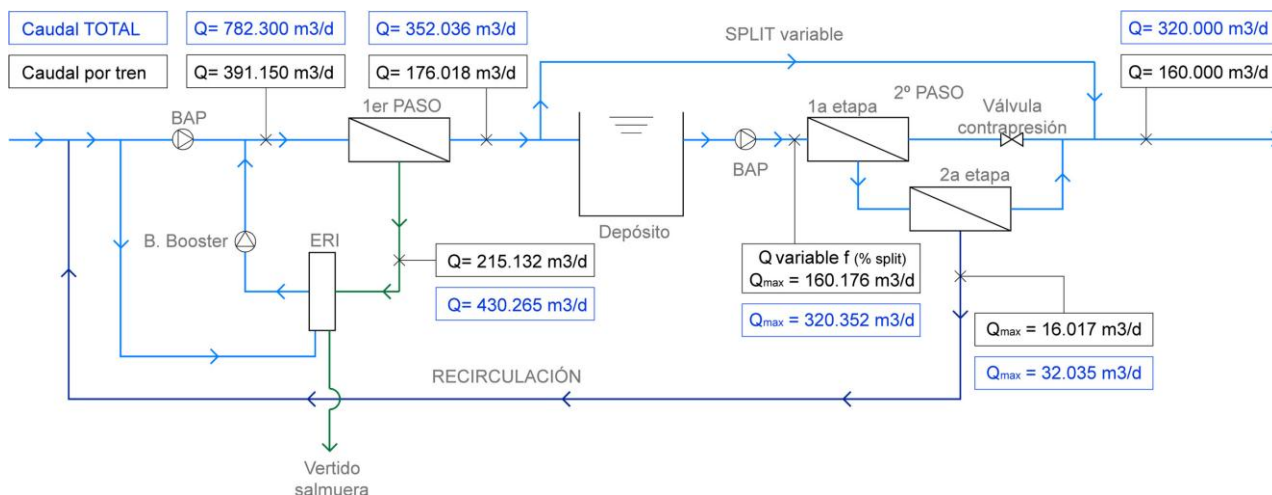 Caudal TOTAL
Q= 782.300 m3/d
Q= 352.036 m3/d
Q= 320.000 m3/d
SPLIT variable
Caudal por tren
Q= 391.150 m3/d
Q= 176.018 m3/d
Q= 160.000 m3/d
BAP
1er PASO
1a etapa
2º PASO
Válvula
contrapresión
BAP
2a etapa
Depósito
B. Booster
ERI
Q= 215.132 m3/d
Q= 430.265 m3/d
Q variable f (% split)
Qmax = 160.176 m3/d
Qmax = 320.352 m3/d
Qmax = 16.017 m3/d
Qmax = 32.035 m3/d
RECIRCULACIÓN
Vertido
salmuera